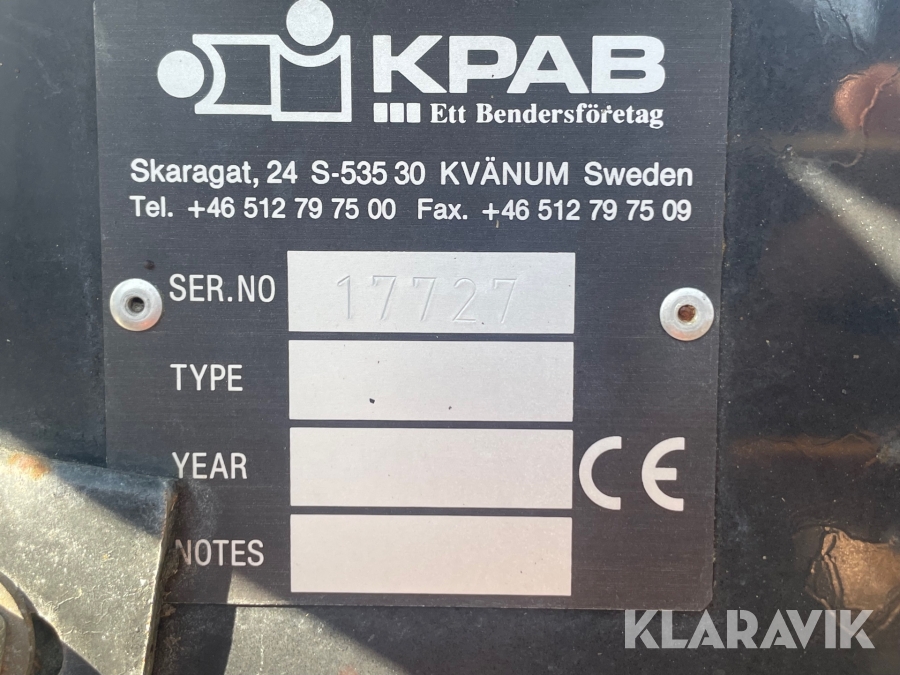 KPAB
Ett Bendersföretag
Skaragat, 24 S-535 30 KVÄNUM Sweden
Tel. +46 512 79 75 00 Fax. +46 512 79 75 09
SER.NO 17727
TYPE
YEAR
CE
NOTES
KLARAVIK